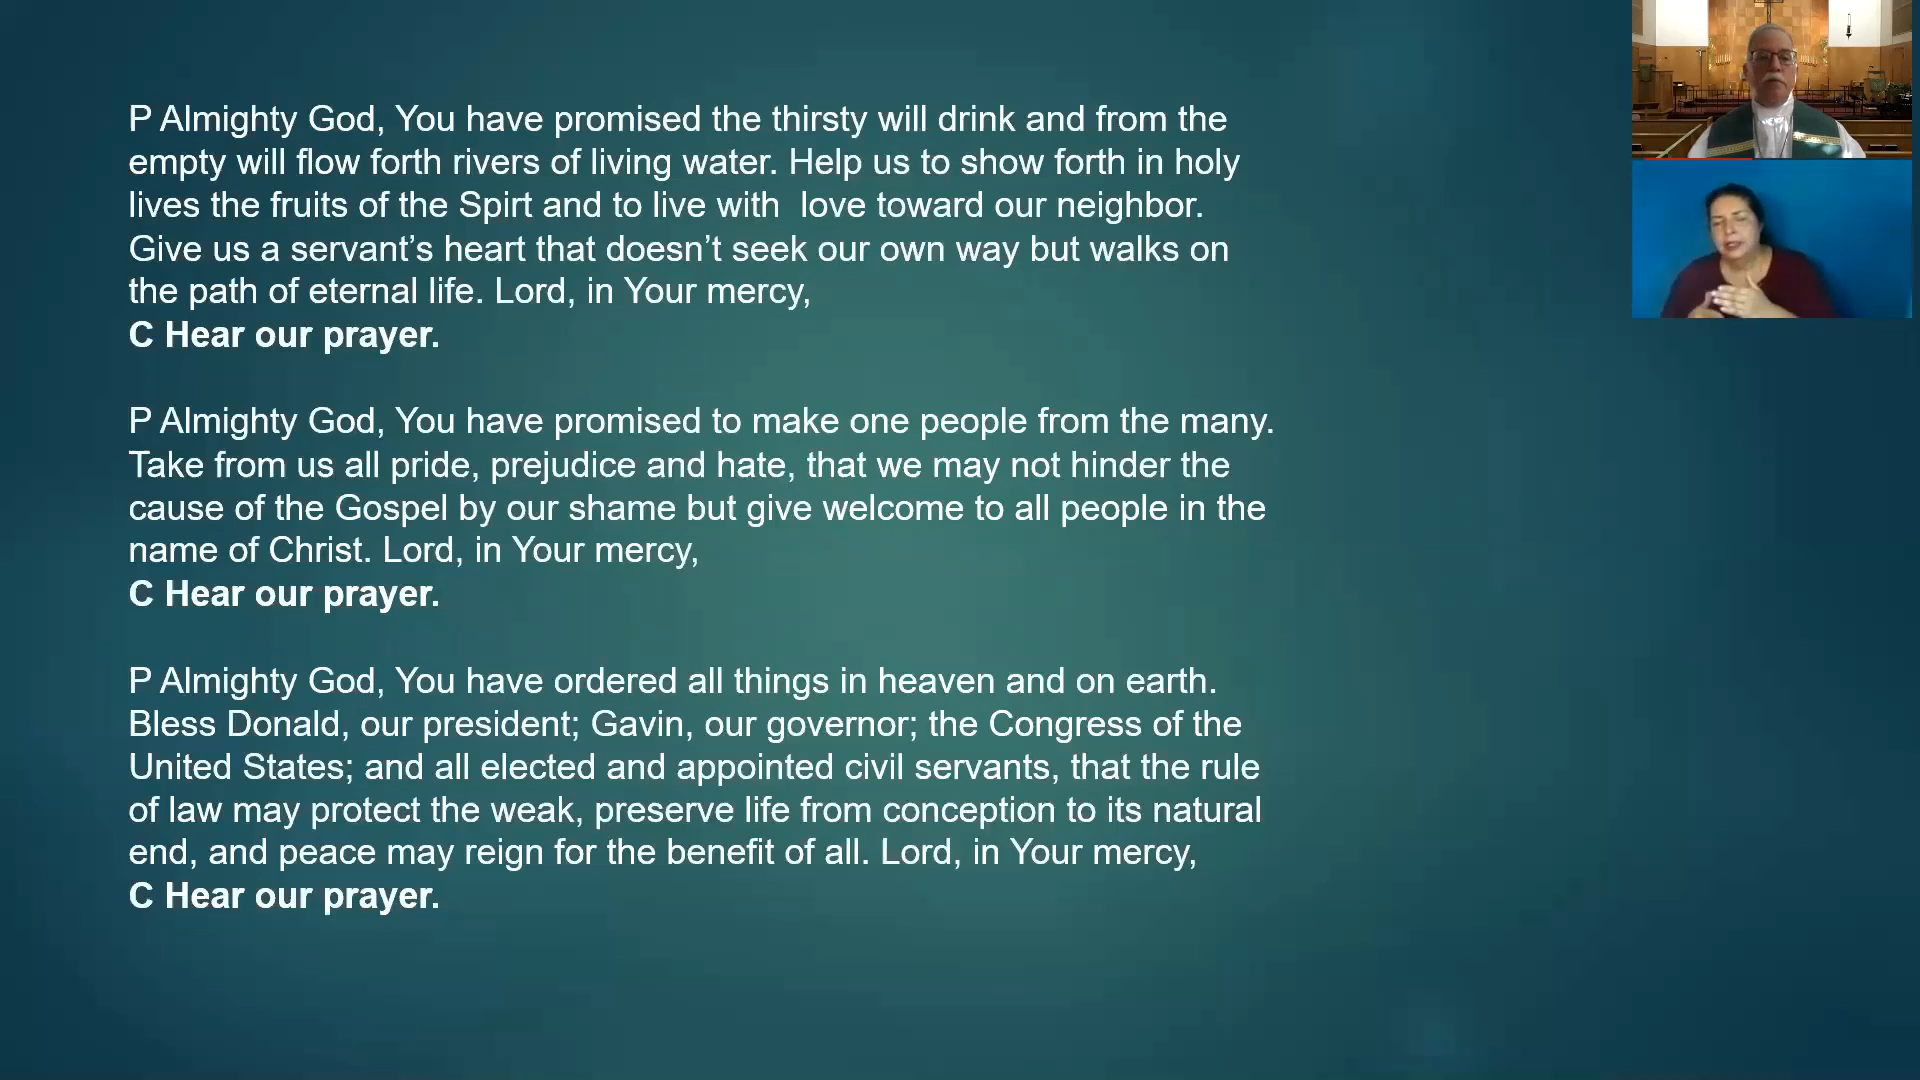 P Almighty God, You have promised the thirsty will drink and from the
empty will flow forth rivers of living water. Help us to show forth in holy
lives the fruits of the Spirt and to live with  love toward our neighbor.
Give us a servant’s heart that doesn’t seek our own way but walks on
the path of eternal life. Lord, in Your mercy,
C Hear our prayer.
P Almighty God, You have promised to make one people from the many.
Take from us all pride, prejudice and hate, that we may not hinder the
cause of the Gospel by our shame but give welcome to all people in the
name of Christ. Lord, in Your mercy,
C Hear our prayer.
P Almighty God, You have ordered all things in heaven and on earth.
Bless Donald, our president; Gavin, our governor; the Congress of the
United States; and all elected and appointed civil servants, that the rule
of law may protect the weak, preserve life from conception to its natural
end, and peace may reign for the benefit of all. Lord, in Your mercy,
C Hear our prayer.